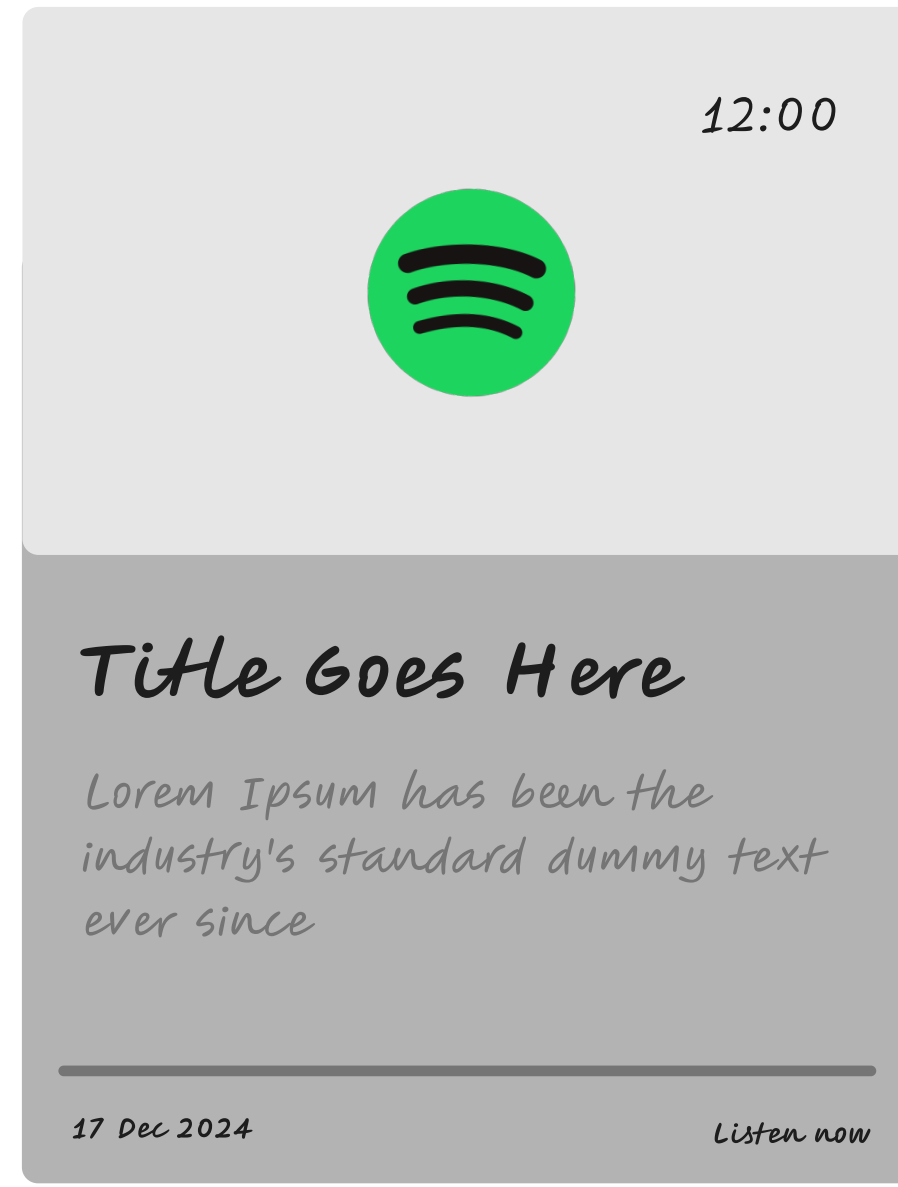 12:00
Title Goes Here
Lorem Ipsum has been the
industry's standard dummy text
ever since
17 Dec 2024
Listen now